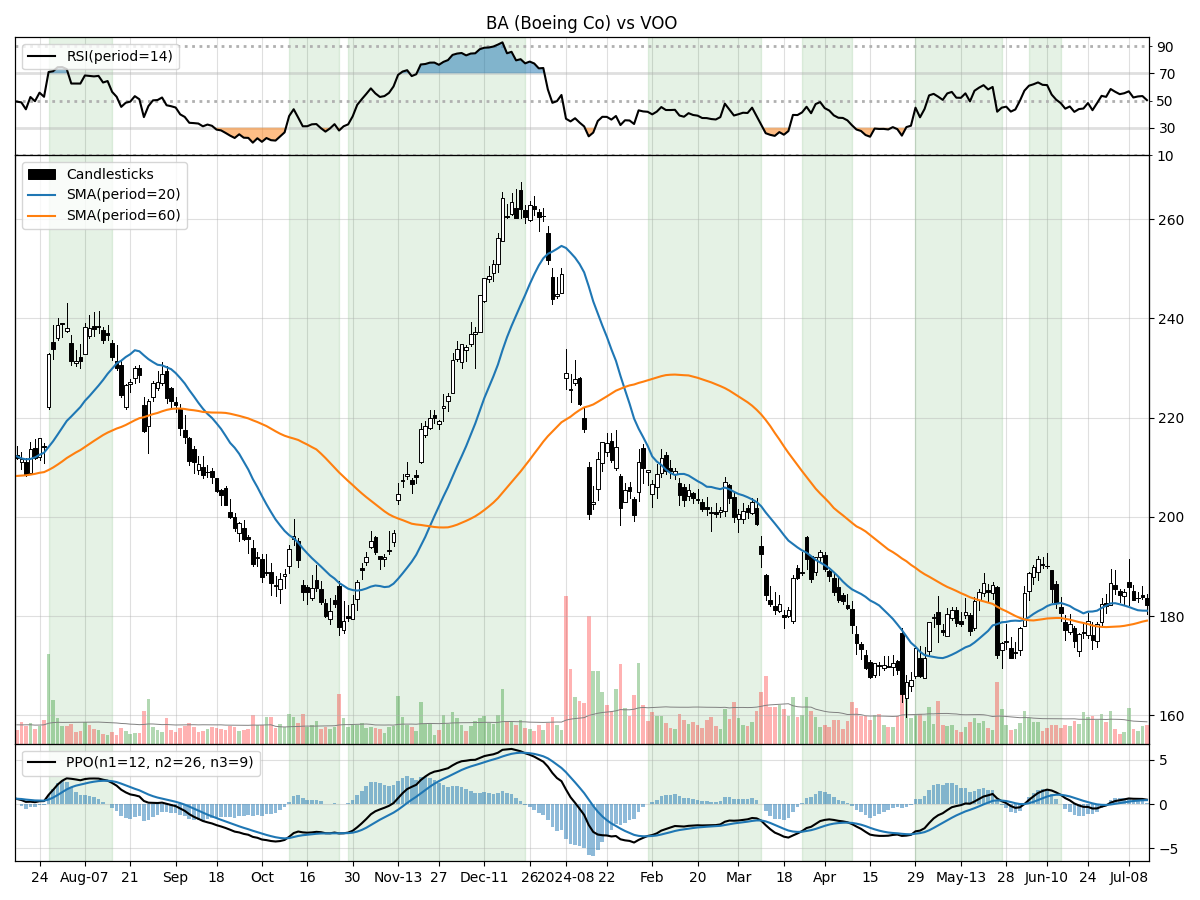 BA (Boeing Co) vs VOO
RSI(period=14)
90
70
50
30
10
Candlesticks
SMA(period=20)
SMA(period=60)
260
240
220
200
180
160
PPO(n1=12, n2=26, n3=9)
5
0
−5
24 Aug-07 21 Sep 18 Oct 16 30 Nov-13 27 Dec-11 26 2024-08 22 Feb 20 Mar 18 Apr 15 29 May-13 28 Jun-10 24 Jul-08